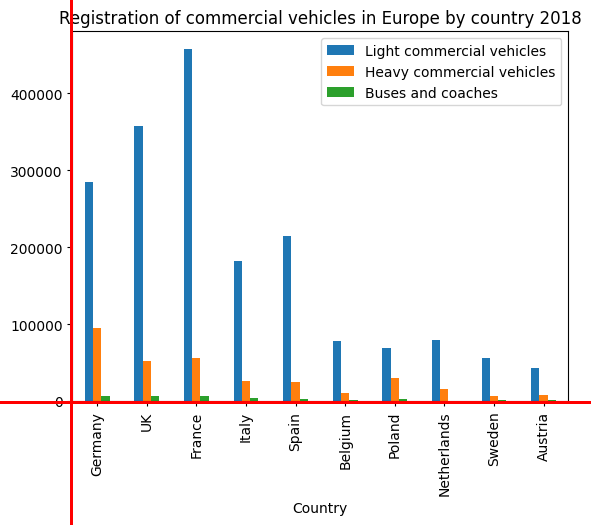 Registration of commercial vehicles in Europe by country 2018
Light commercial vehicles
Heavy commercial vehicles
Buses and coaches
400000
300000
200000
100000
0
Germany
UK
France
Italy
Spain
Belgium
Poland
Netherlands
Sweden
Austria
Country